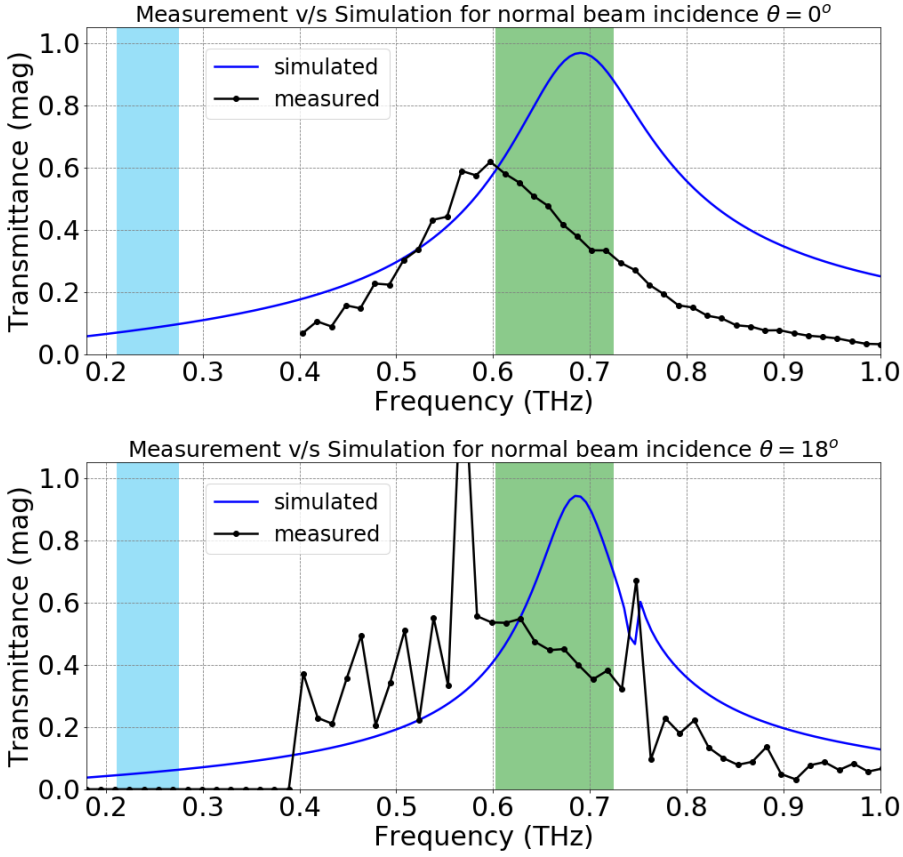 Measurement v/s Simulation for normal beam incidence θ = 0°
Transmittance (mag)
1.0
0.8
0.6
0.4
0.2
0.0
simulated
measured
0.2 0.3 0.4 0.5 0.6 0.7 0.8 0.9 1.0
Frequency (THz)
Measurement v/s Simulation for normal beam incidence θ = 18°
Transmittance (mag)
1.0
0.8
0.6
0.4
0.2
0.0
simulated
measured
0.2 0.3 0.4 0.5 0.6 0.7 0.8 0.9 1.0
Frequency (THz)